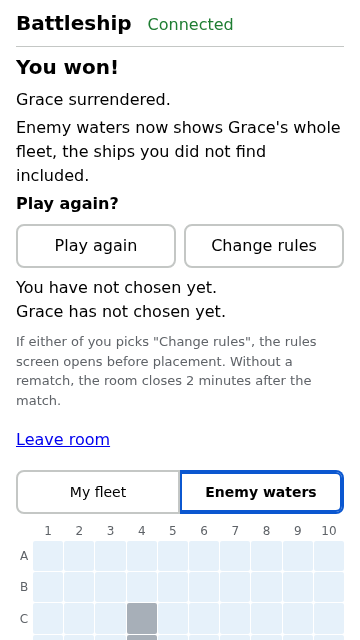 Battleship Connected
You won!
Grace surrendered.
Enemy waters now shows Grace's whole
fleet, the ships you did not find
included.
Play again?
Play again Change rules
You have not chosen yet.
Grace has not chosen yet.
If either of you picks "Change rules", the rules
screen opens before placement. Without a
rematch, the room closes 2 minutes after the
match.
Leave room
My fleet Enemy waters
1 2 3 4 5 6 7 8 9 10
A
B
C